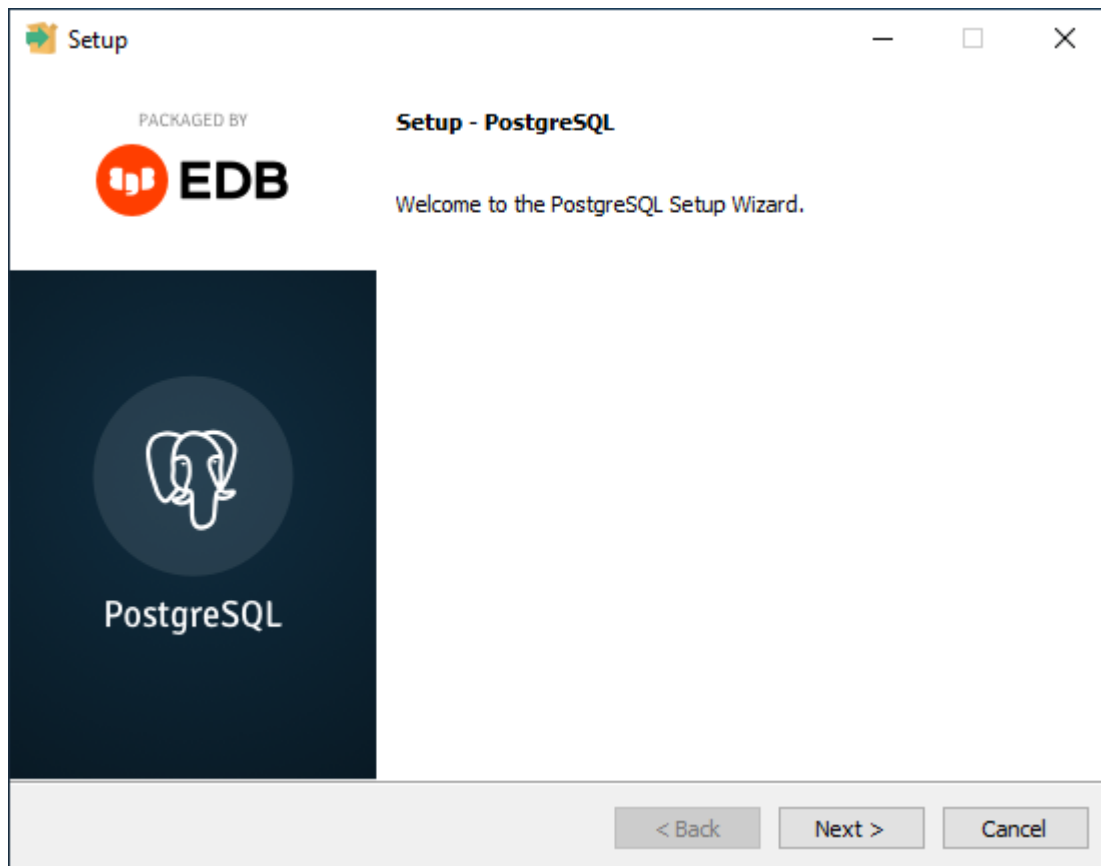 Setup
PACKAGED BY
EDB
Setup - PostgreSQL
Welcome to the PostgreSQL Setup Wizard.
PostgreSQL
< Back
Next >
Cancel